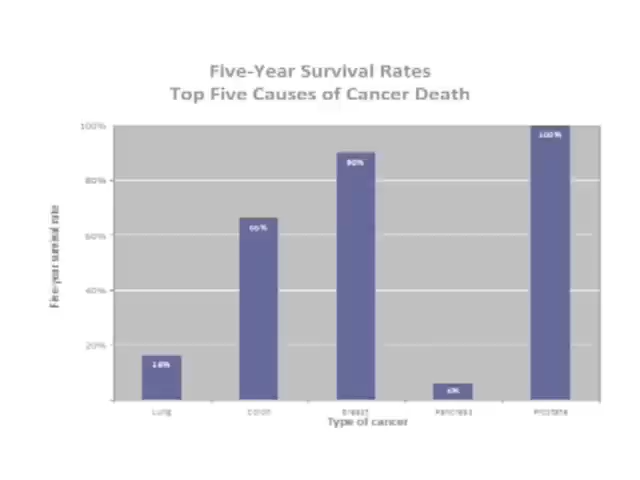 Five-Year Survival Rates
Top Five Causes of Cancer Death
100%
80%
60%
40%
20%
Five-year survival rate
16%
66%
90%
6%
100%
Lung
Colon
Breast
Pancreas
Prostate
Type of cancer